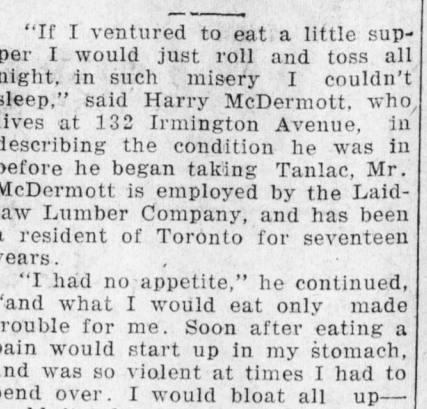 "If I ventured to eat a little sup-
per I would just roll and toss all
night, in such misery I couldn't
sleep," said Harry McDermott, who
lives at 132 Irmington Avenue, in
describing the condition he was in
before he began taking Tanlac, Mr.
McDermott is employed by the Laid-
law Lumber Company, and has been
a resident of Toronto for seventeen
years.
"I had no appetite," he continued,
"and what I would eat only made
trouble for me. Soon after eating a
pain would start up in my stomach,
and was so violent at times I had to
bend over. I would bloat all up—